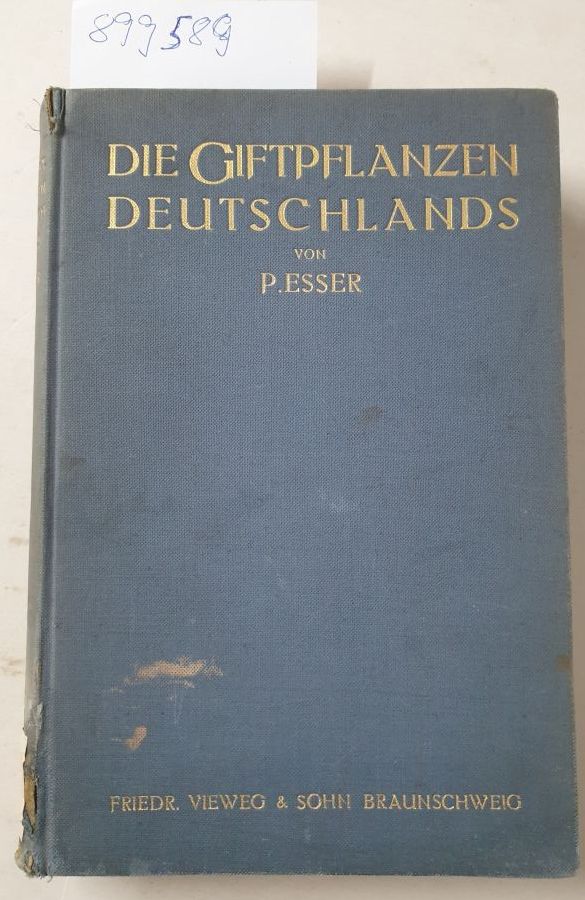 899589
DIE GIFTPFLANZEN
DEUTSCHLANDS
VON
P. ESSER
FRIEDR. VIEWEG & SOHN BRAUNSCHWEIG